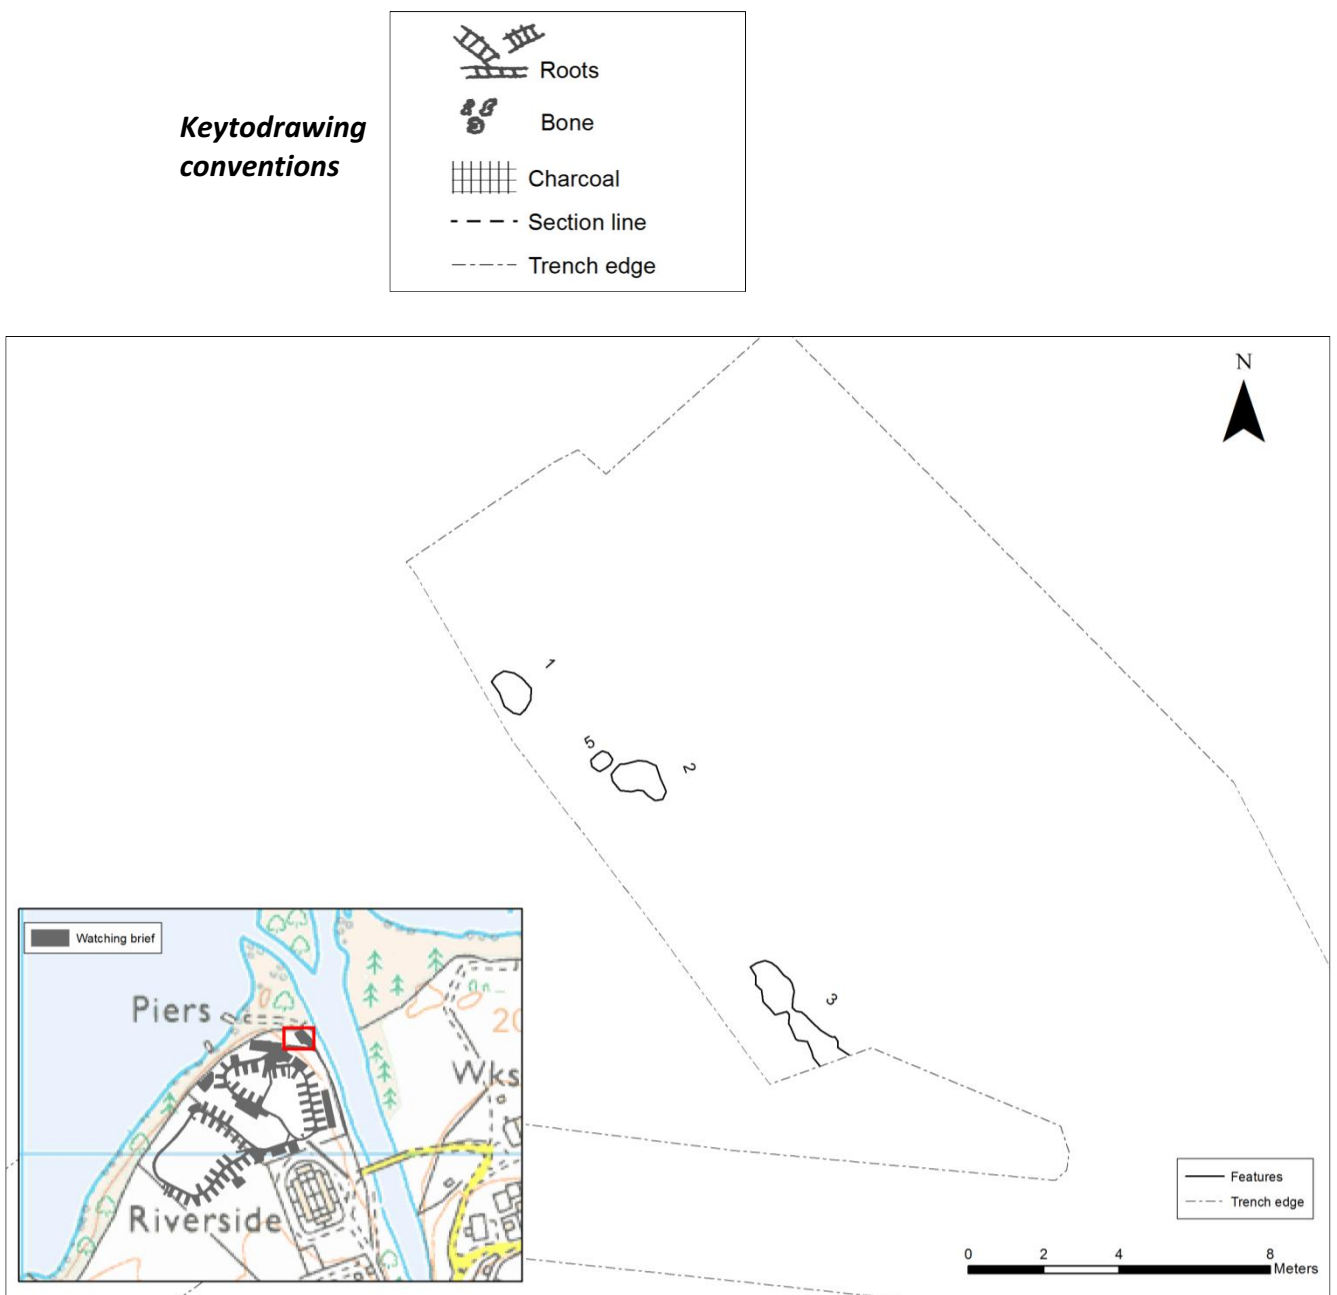 Keytodrawing
conventions
Roots
Bone
Charcoal
Section line
Trench edge
N
1
5
2
3
Watching brief
Piers
20
Wks
Riverside
Features
Trench edge
0 2 4 8
Meters